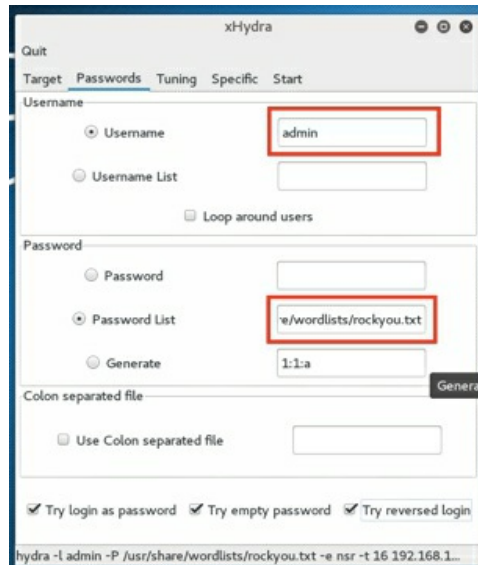 xHydra
Quit
Target Passwords Tuning Specific Start
Username
Username admin
Username List
Loop around users
Password
Password
Password List e/wordlists/rockyou.txt
Generate 1:1:a
Genera
Colon separated file
Use Colon separated file
Try login as password Try empty password Try reversed login
hydra -l admin -P /usr/share/wordlists/rockyou.txt -e nsr -t 16 192.168.1...